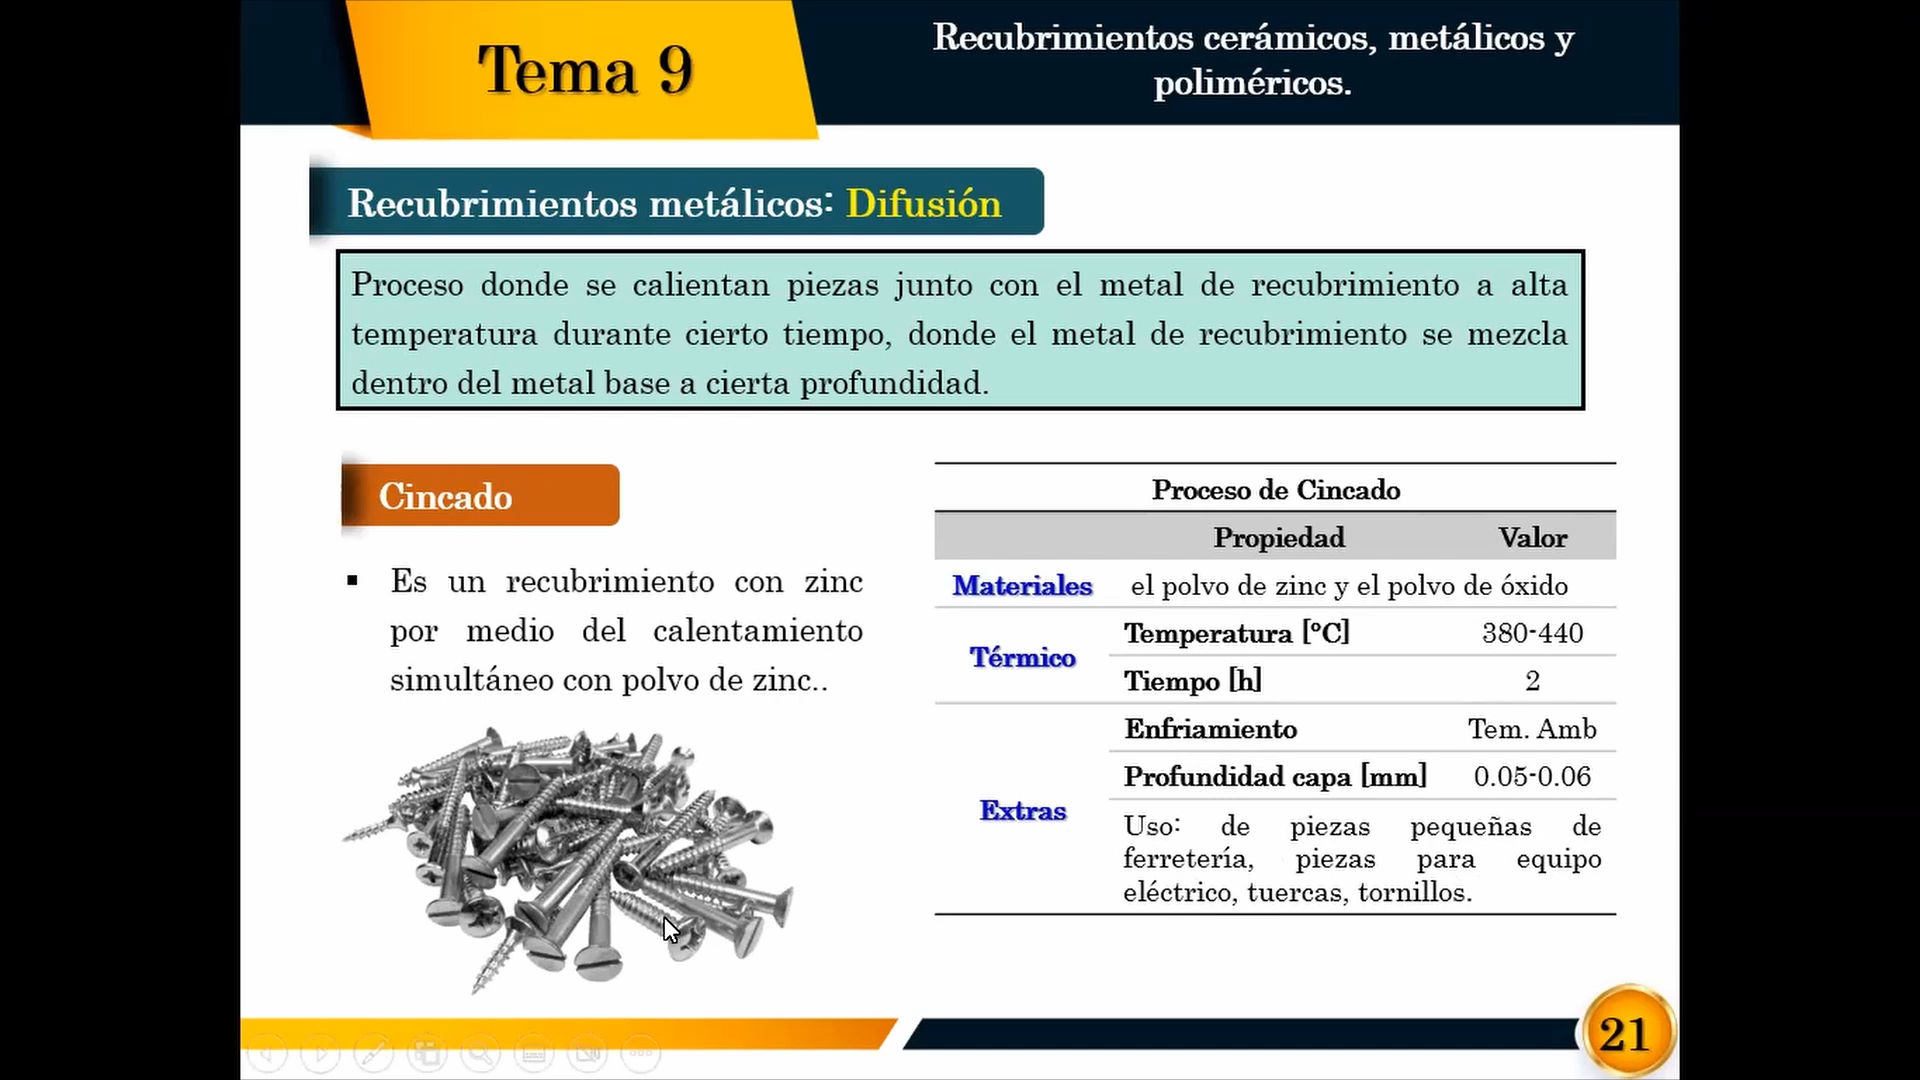 Tema 9
Recubrimientos cerámicos, metálicos y
poliméricos.
Recubrimientos metálicos: Difusión
Proceso donde se calientan piezas junto con el metal de recubrimiento a alta
temperatura durante cierto tiempo, donde el metal de recubrimiento se mezcla
dentro del metal base a cierta profundidad.
Cincado
▪ Es un recubrimiento con zinc
por medio del calentamiento
simultáneo con polvo de zinc..
Proceso de Cincado
Propiedad Valor
Materiales el polvo de zinc y el polvo de óxido
Térmico
Temperatura [°C] 380-440
Tiempo [h] 2
Extras
Enfriamiento Tem. Amb
Profundidad capa [mm] 0.05-0.06
Uso: de piezas pequeñas de
ferretería, piezas para equipo
eléctrico, tuercas, tornillos.
21